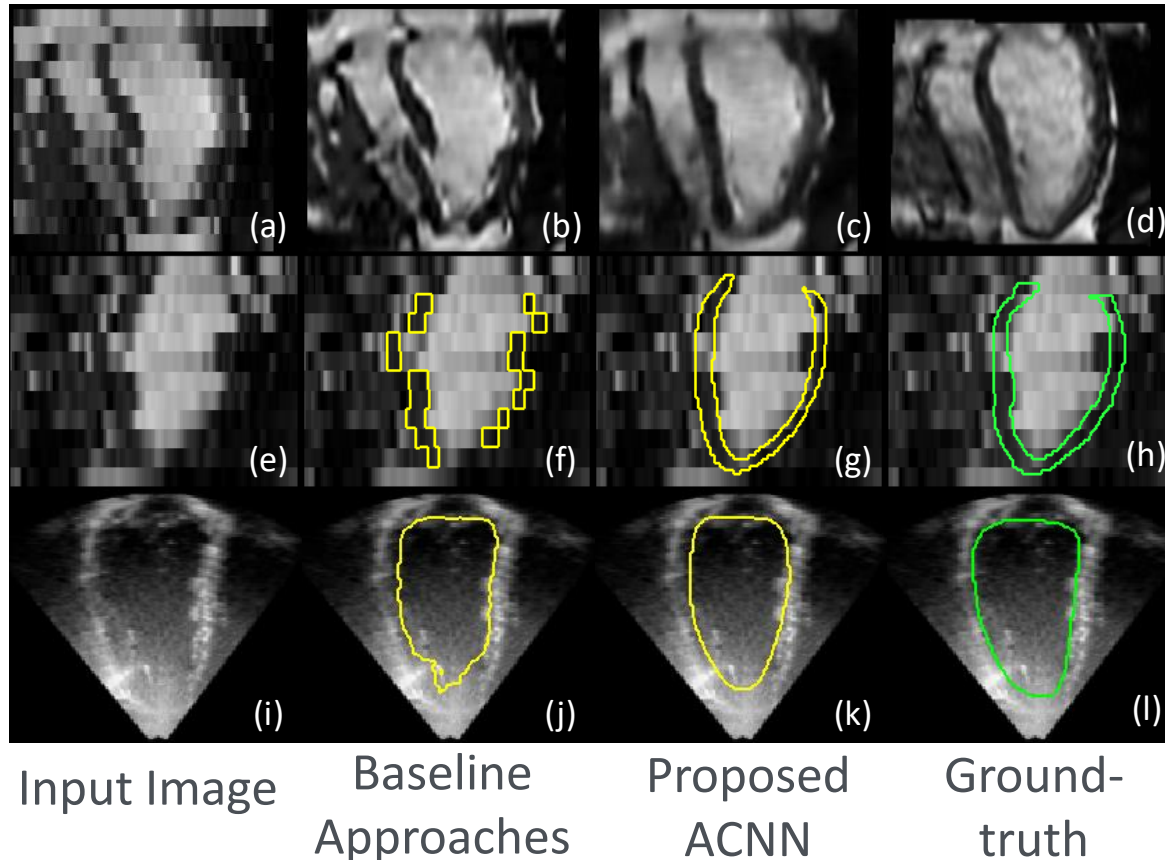 (a) (b) (c) (d)
(e) (f) (g) (h)
(i) (j) (k) (l)
Input Image
Baseline
Approaches
Proposed
ACNN
Ground-
truth